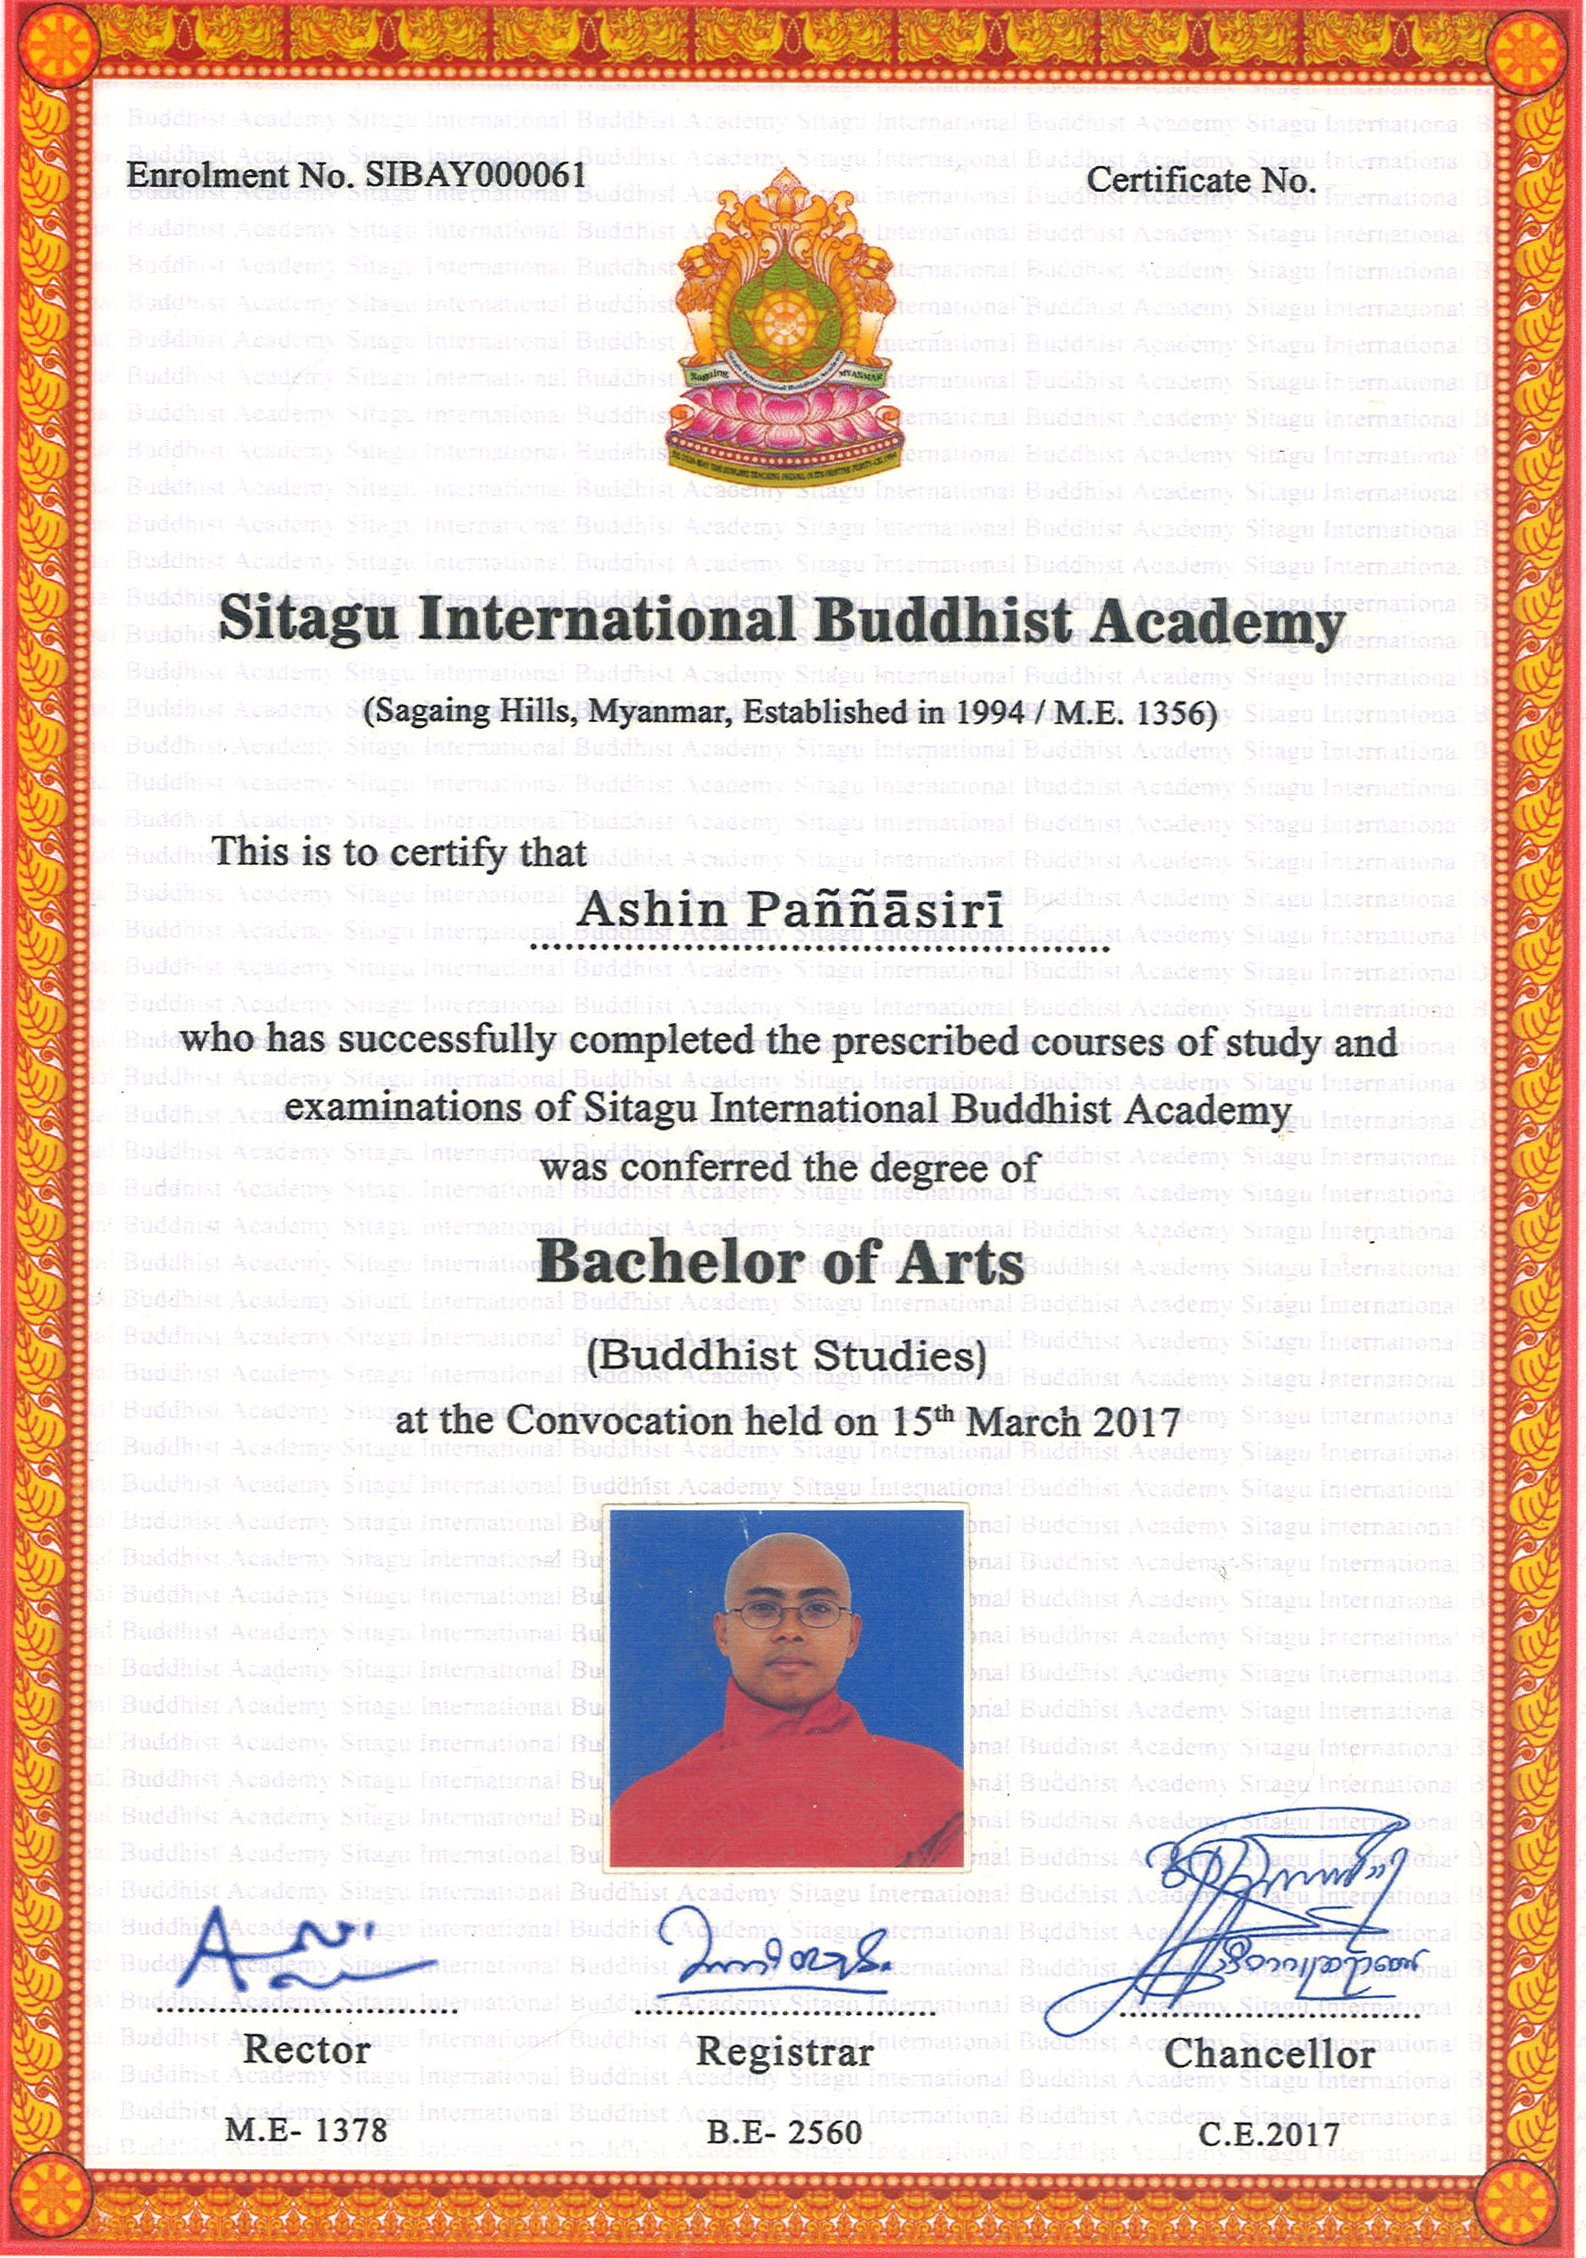 Enrolment No. SIBAY000061
Certificate No.
Sagaing
MYANMAR
Sitagu International Buddhist Academy
(Sagaing Hills, Myanmar, Established in 1994 / M.E. 1356)
This is to certify that
Ashin Paññāsirī
who has successfully completed the prescribed courses of study and
examinations of Sitagu International Buddhist Academy
was conferred the degree of
Bachelor of Arts
(Buddhist Studies)
at the Convocation held on 15th March 2017
Rector
Registrar
Chancellor
M.E- 1378
B.E- 2560
C.E.2017